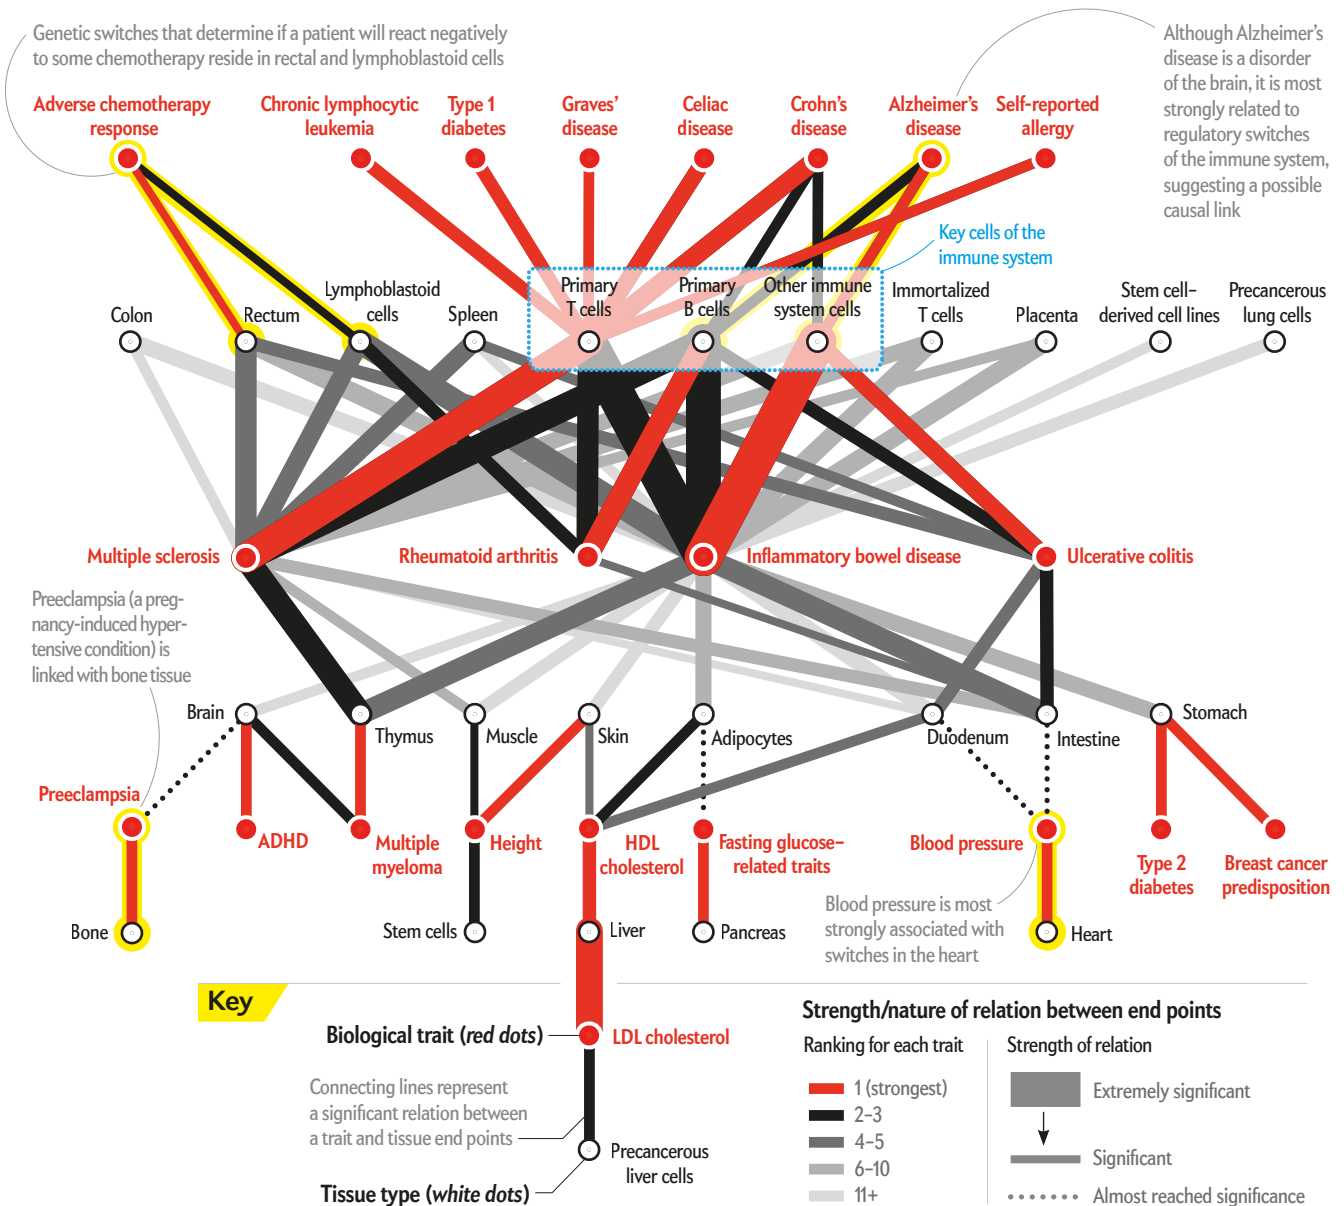 Genetic switches that determine if a patient will react negatively
to some chemotherapy reside in rectal and lymphoblastoid cells
Although Alzheimer's
disease is a disorder
of the brain, it is most
strongly related to
regulatory switches
of the immune system,
suggesting a possible
causal link
Adverse chemotherapy
response
Chronic lymphocytic
leukemia
Type 1
diabetes
Graves'
disease
Celiac
disease
Crohn's
disease
Alzheimer's
disease
Self-reported
allergy
Key cells of the
immune system
Colon
Rectum
Lymphoblastoid
cells
Spleen
Primary
T cells
Primary
B cells
Other immune
system cells
Immortalized
T cells
Placenta
Stem cell–
derived cell lines
Precancerous
lung cells
Multiple sclerosis
Rheumatoid arthritis
Inflammatory bowel disease
Ulcerative colitis
Preeclampsia (a preg-
nancy-induced hyper-
tensive condition) is
linked with bone tissue
Brain
Thymus
Muscle
Skin
Adipocytes
Duodenum
Intestine
Stomach
Preeclampsia
ADHD
Multiple
myeloma
Height
HDL
cholesterol
Fasting glucose–
related traits
Blood pressure
Type 2
diabetes
Breast cancer
predisposition
Blood pressure is most
strongly associated with
switches in the heart
Bone
Stem cells
Liver
Pancreas
Heart
Key
Biological trait (red dots)
LDL cholesterol
Connecting lines represent
a significant relation between
a trait and tissue end points
Precancerous
liver cells
Tissue type (white dots)
Strength/nature of relation between end points
Ranking for each trait
1 (strongest)
2–3
4–5
6–10
11+
Strength of relation
Extremely significant
Significant
Almost reached significance